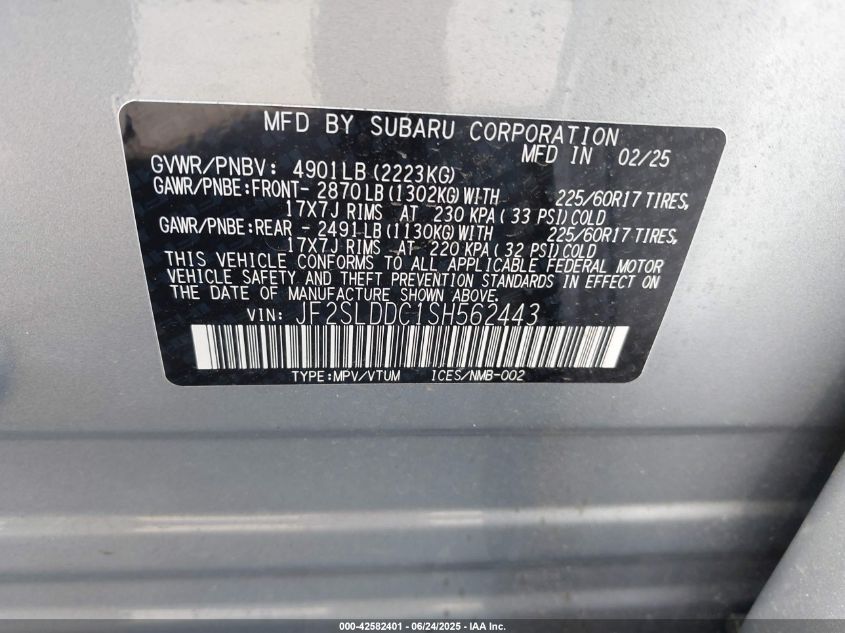 MFD BY SUBARU CORPORATION
MFD IN 02/25
GVWR/PNBV: 4901LB(2223KG)
GAWR/PNBE:FRONT- 2870LB(1302KG)WITH 225/60R17 TIRES,
17X7J RIMS AT 230 KPA( 33 PSI)COLD
GAWR/PNBE:REAR - 2491LB(1130KG)WITH 225/60R17 TIRES,
17X7J RIMS AT 220 KPA( 32 PSI)COLD
THIS VEHICLE CONFORMS TO ALL APPLICABLE FEDERAL MOTOR
VEHICLE SAFETY AND THEFT PREVENTION STANDARDS IN EFFECT ON
THE DATE OF MANUFACTURE SHOWN ABOVE.
VIN: JF2SLDDC1SH562443
TYPE:MPV/VTUM ICES/NMB-002
000-42582401 - 06/24/2025 - IAA Inc.